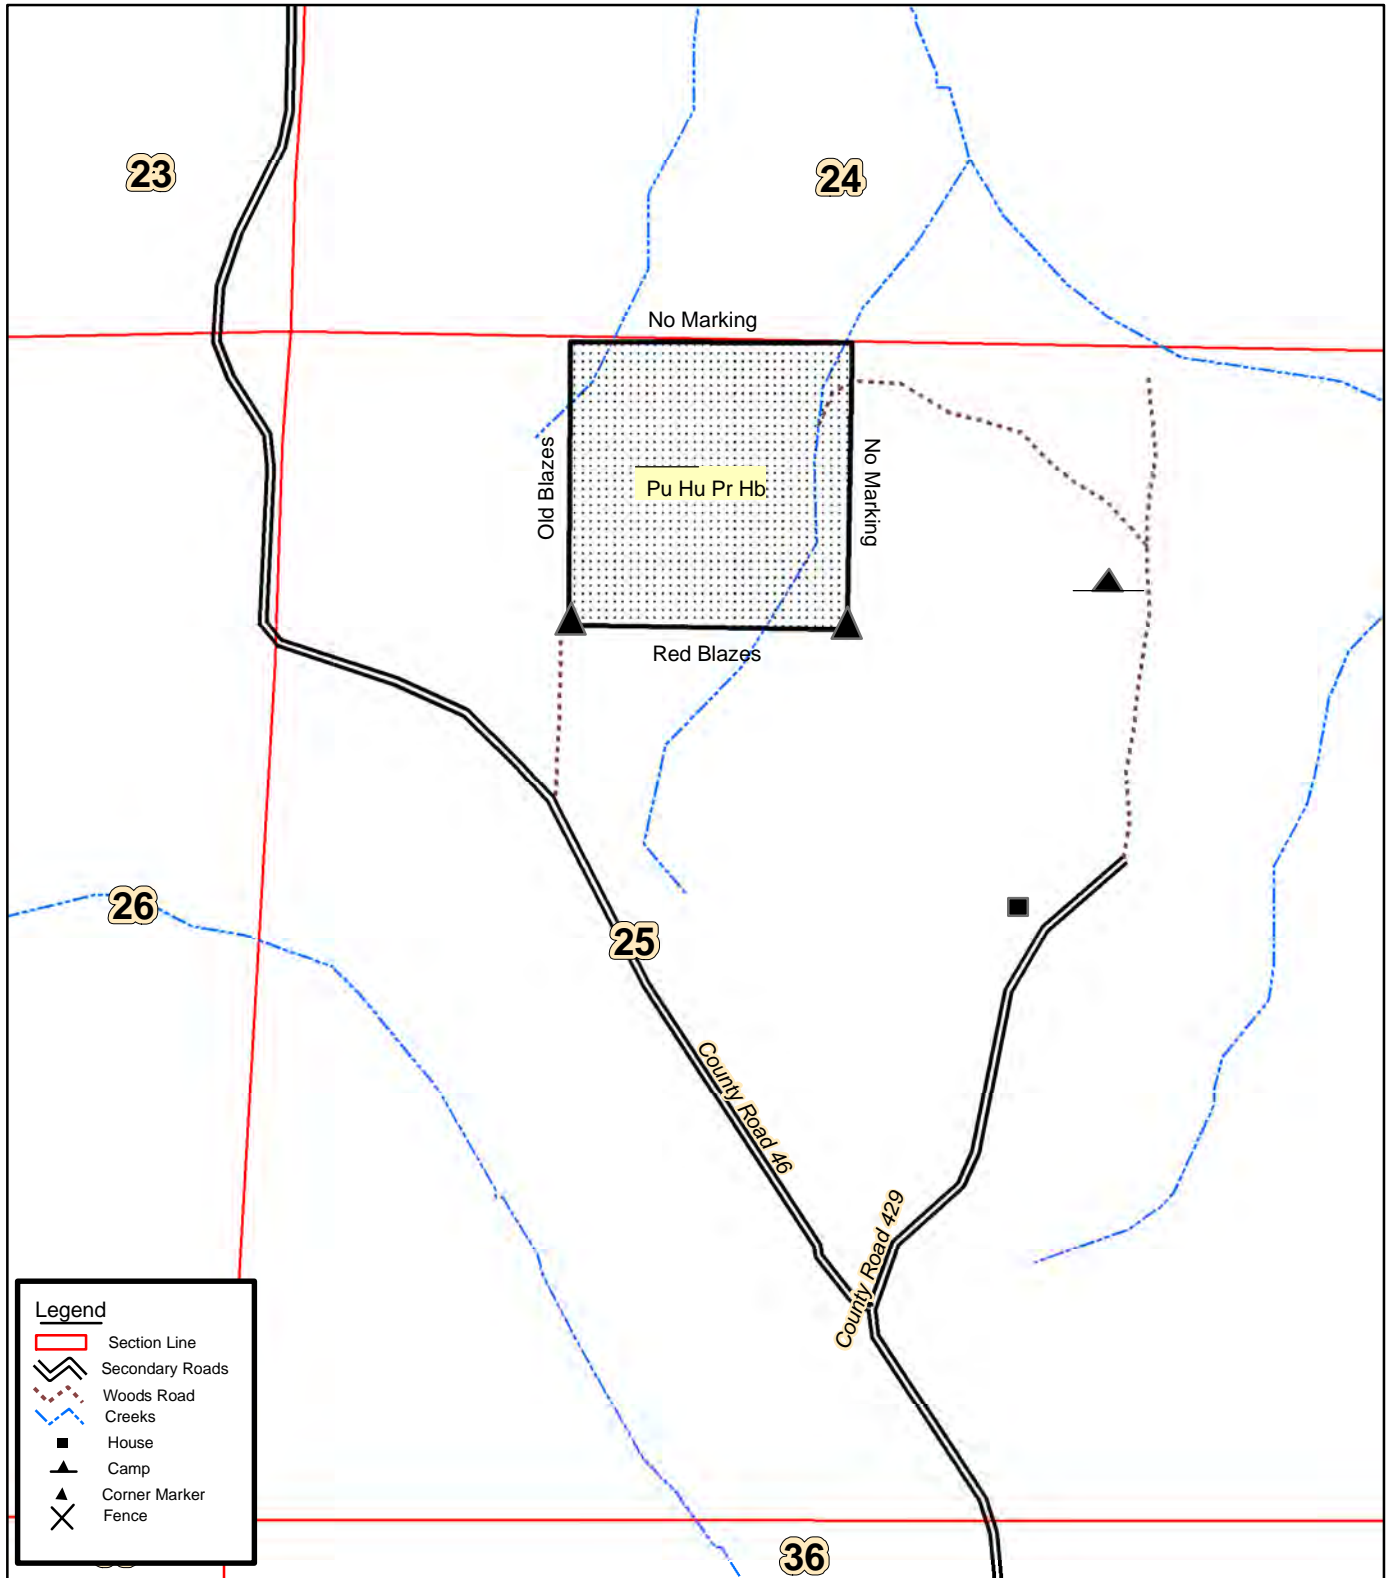 23
24
No Marking
Old Blazes
Pu Hu Pr Hb
No Marking
Red Blazes
26
25
County Road 46
County Road 429
Legend
Section Line
Secondary Roads
Woods Road
Creeks
House
Camp
Corner Marker
Fence
36